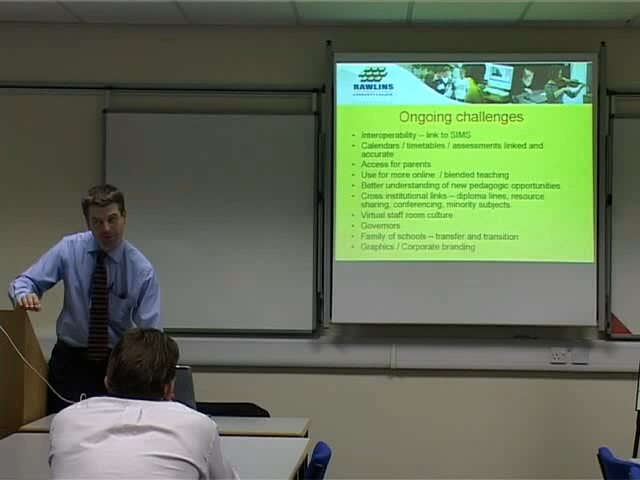 RAWLINS
COMMUNITY COLLEGE
Ongoing challenges
• Interoperability – link to SIMS
• Calendars / timetables / assessments linked and
accurate
• Access for parents
• Use for more online / blended teaching
• Better understanding of new pedagogic opportunities
• Cross institutional links – diploma lines, resource
sharing, conferencing, minority subjects.
• Virtual staff room culture
• Governors
• Family of schools – transfer and transition
• Graphics / Corporate branding